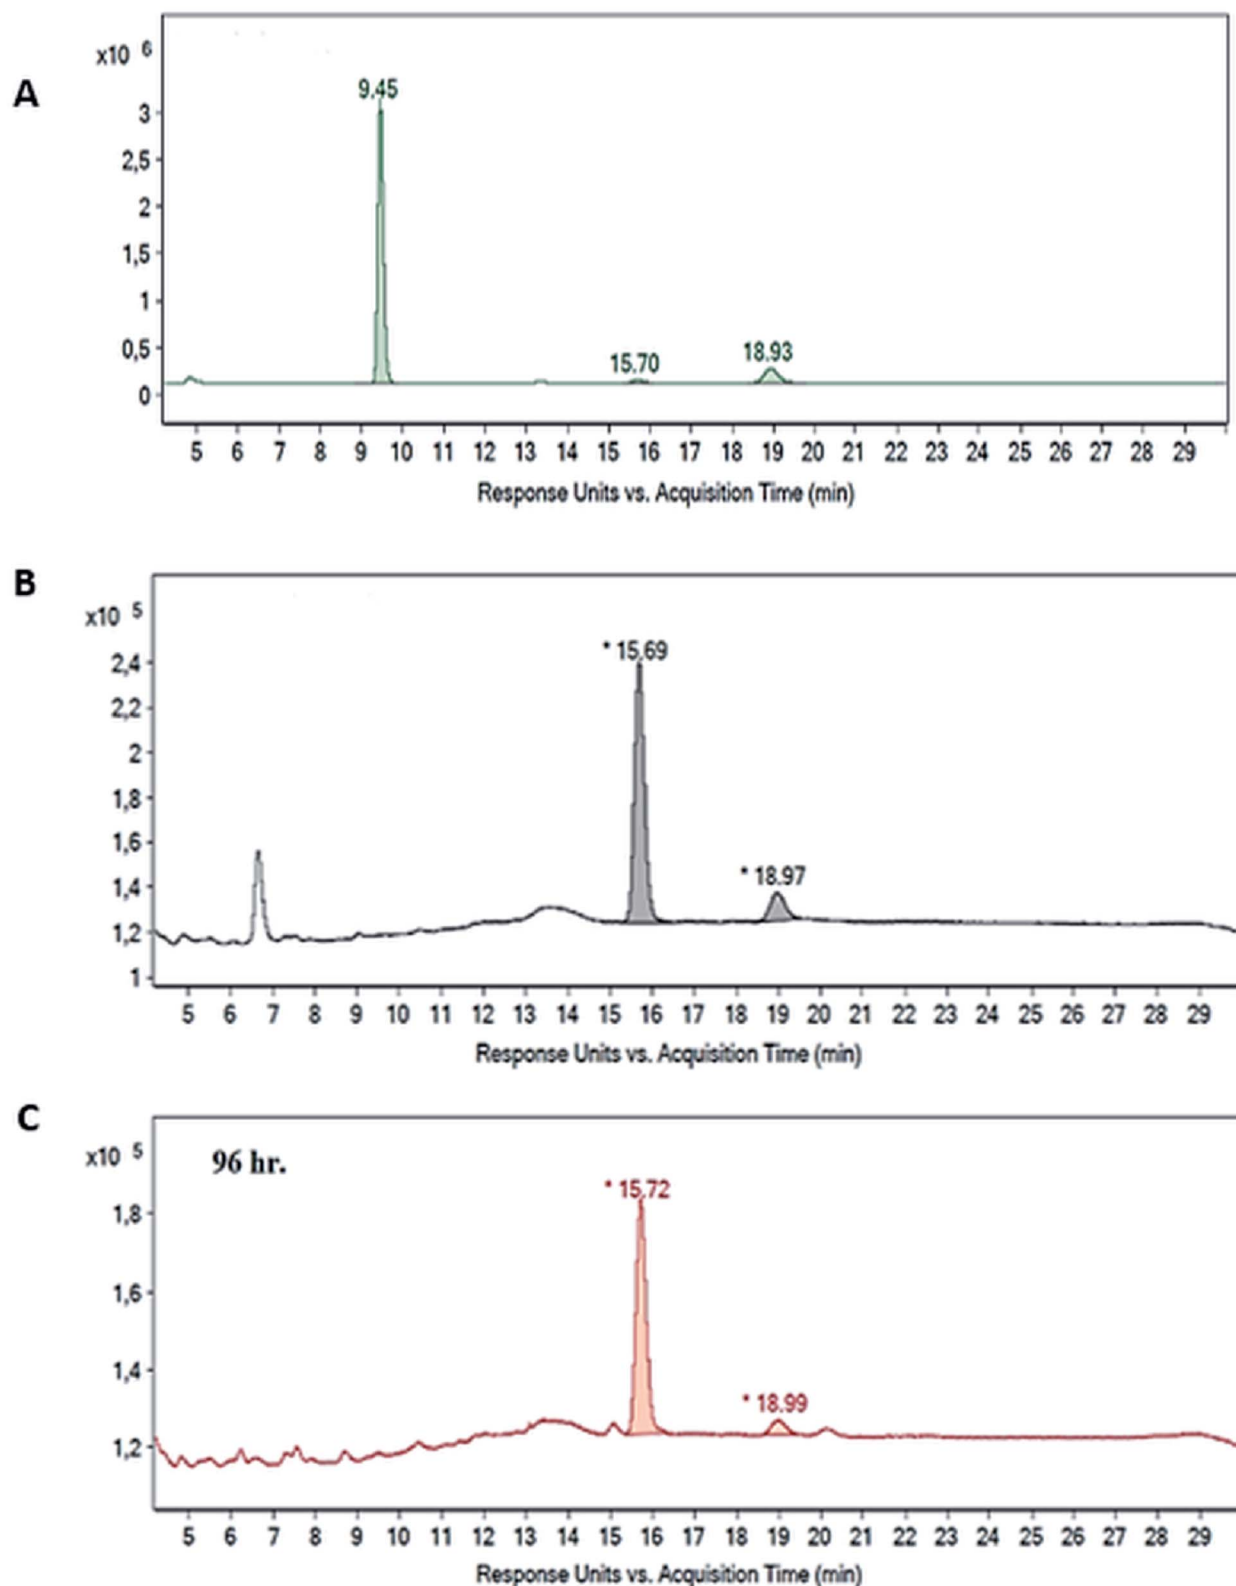 A
x10 6
9.45
3
2,5
2
1,5
1
0,5
0
15.70
18.93
5 6 7 8 9 10 11 12 13 14 15 16 17 18 19 20 21 22 23 24 25 26 27 28 29
Response Units vs. Acquisition Time (min)
B
x10 5
* 15.69
2,4
2,2
2
1,8
1,6
1,4
1,2
1
* 18.97
5 6 7 8 9 10 11 12 13 14 15 16 17 18 19 20 21 22 23 24 25 26 27 28 29
Response Units vs. Acquisition Time (min)
C
x10 5
96 hr.
* 15.72
1,8
1,6
1,4
1,2
* 18.99
5 6 7 8 9 10 11 12 13 14 15 16 17 18 19 20 21 22 23 24 25 26 27 28 29
Response Units vs. Acquisition Time (min)